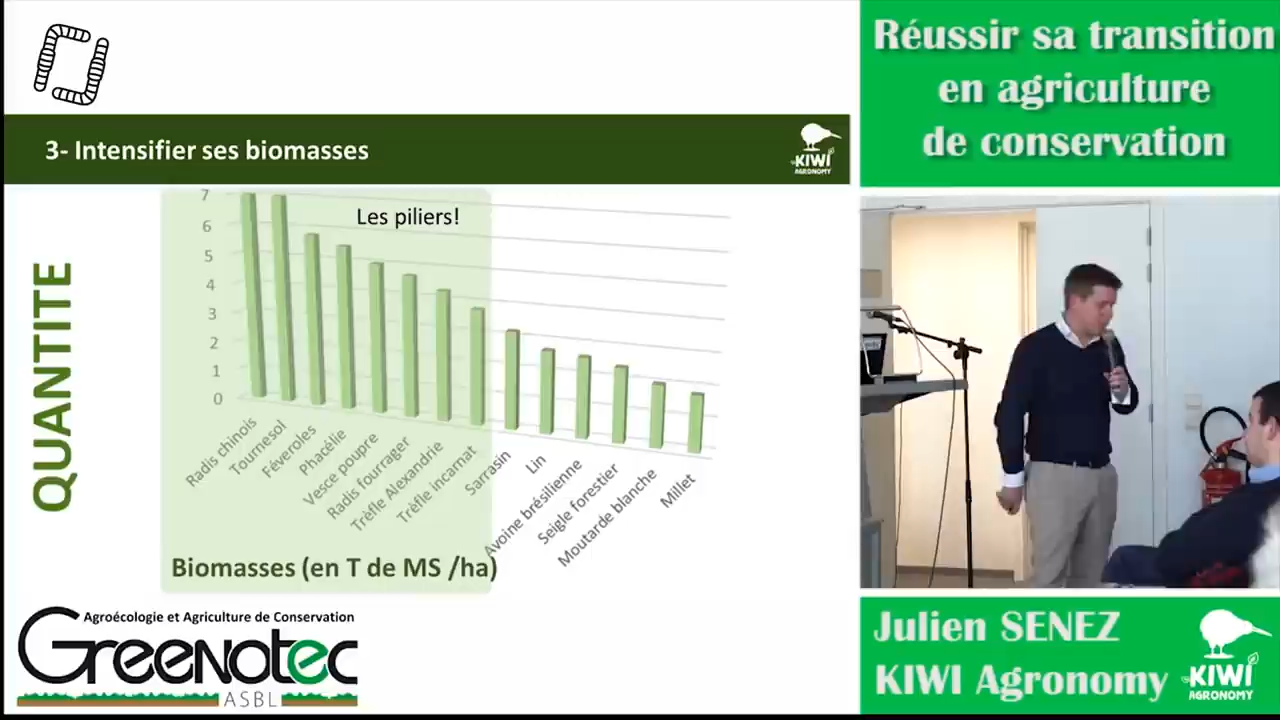 3- Intensifier ses biomasses
KIWI
AGRONOMY
QUANTITE
Les piliers!
7
6
5
4
3
2
1
0
Radis chinois
Tournesol
Féveroles
Phacélie
Vesce poupre
Radis fourrager
Trèfle Alexandrie
Trèfle incarnat
Sarrasin
Lin
Avoine brésilienne
Seigle forestier
Moutarde blanche
Millet
Biomasses (en T de MS /ha)
Agroécologie et Agriculture de Conservation
Greenotec
ASBL
Réussir sa transition
en agriculture
de conservation
Julien SENEZ
KIWI Agronomy
KIWI
AGRONOMY